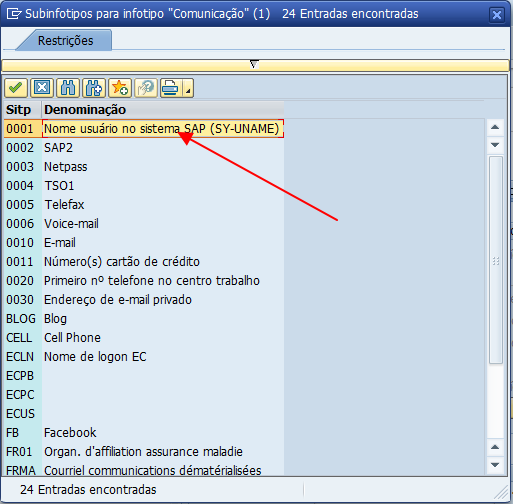 Subinfotipos para infotipo "Comunicação" (1) 24 Entradas encontradas
Restrições
Sitp Denominação
0001 Nome usuário no sistema SAP (SY-UNAME)
0002 SAP2
0003 Netpass
0004 TSO1
0005 Telefax
0006 Voice-mail
0010 E-mail
0011 Número(s) cartão de crédito
0020 Primeiro nº telefone no centro trabalho
0030 Endereço de e-mail privado
BLOG Blog
CELL Cell Phone
ECLN Nome de logon EC
ECPB
ECPC
ECUS
FB Facebook
FR01 Organ. d'affiliation assurance maladie
FRMA Courriel communications dématérialisées
24 Entradas encontradas